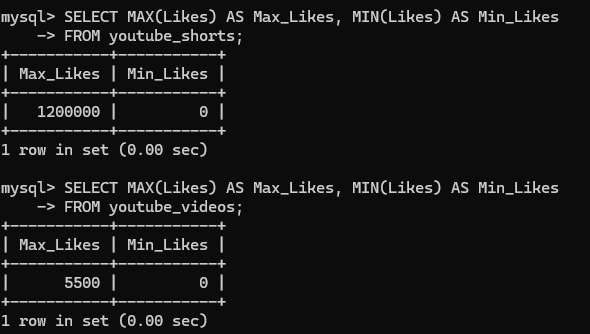 mysql> SELECT MAX(Likes) AS Max_Likes, MIN(Likes) AS Min_Likes
    -> FROM youtube_shorts;
+-----------+-----------+
| Max_Likes | Min_Likes |
+-----------+-----------+
|   1200000 |         0 |
+-----------+-----------+
1 row in set (0.00 sec)

mysql> SELECT MAX(Likes) AS Max_Likes, MIN(Likes) AS Min_Likes
    -> FROM youtube_videos;
+-----------+-----------+
| Max_Likes | Min_Likes |
+-----------+-----------+
|      5500 |         0 |
+-----------+-----------+
1 row in set (0.00 sec)